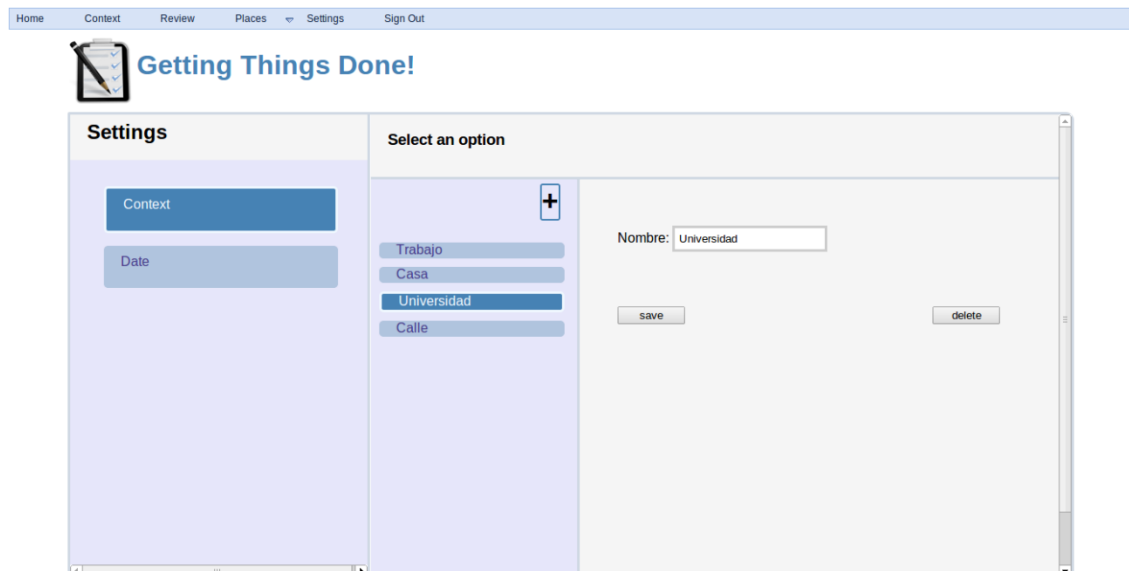 Home Context Review Places Settings Sign Out
Getting Things Done!
Settings
Select an option
Context
Date
+
Trabajo
Casa
Universidad
Calle
Nombre: Universidad
save delete